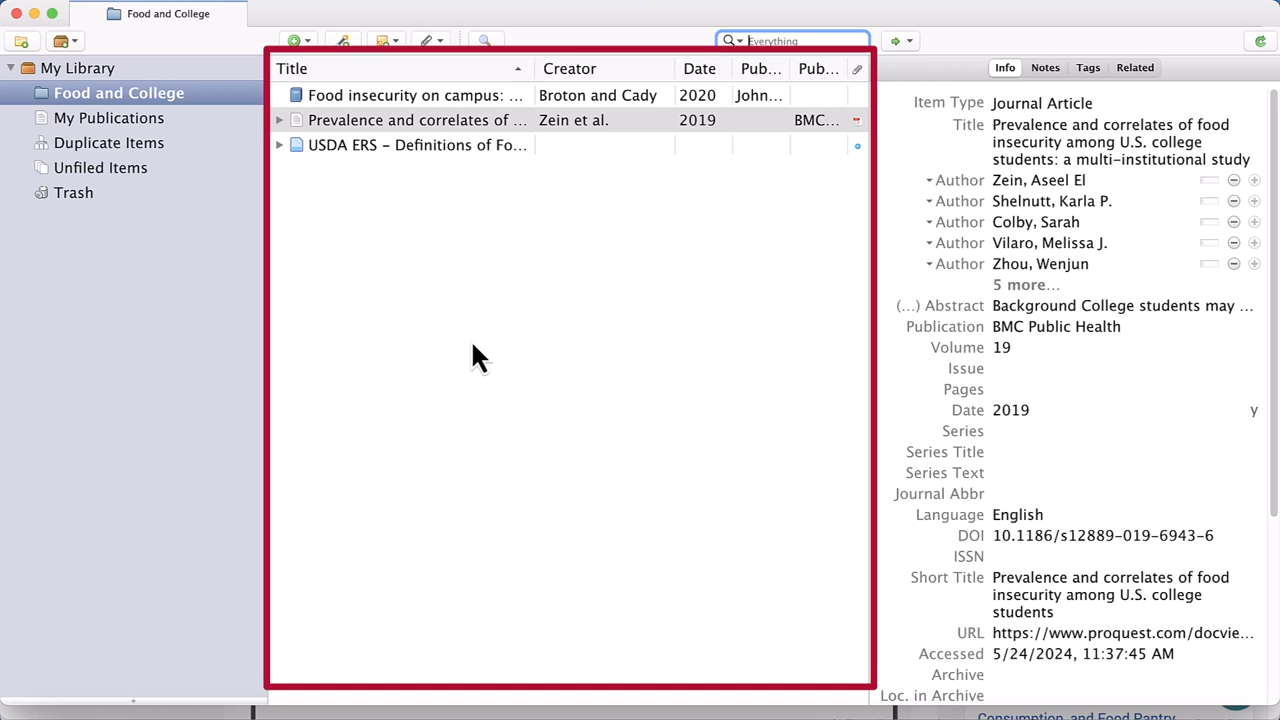 Food and College
Everything
My Library
Food and College
My Publications
Duplicate Items
Unfiled Items
Trash
Title Creator Date Pub... Pub...
Food insecurity on campus: ... Broton and Cady 2020 John...
Prevalence and correlates of ... Zein et al. 2019 BMC...
USDA ERS - Definitions of Fo...
Info Notes Tags Related
Item Type Journal Article
Title Prevalence and correlates of food
insecurity among U.S. college
students: a multi-institutional study
Author Zein, Aseel El
Author Shelnutt, Karla P.
Author Colby, Sarah
Author Vilaro, Melissa J.
Author Zhou, Wenjun
5 more...
(...) Abstract Background College students may ...
Publication BMC Public Health
Volume 19
Issue
Pages
Date 2019 y
Series
Series Title
Series Text
Journal Abbr
Language English
DOI 10.1186/s12889-019-6943-6
ISSN
Short Title Prevalence and correlates of food
insecurity among U.S. college
students
URL https://www.proquest.com/docvie...
Accessed 5/24/2024, 11:37:45 AM
Archive
Loc. in Archive
Consumption, and Food Pantry